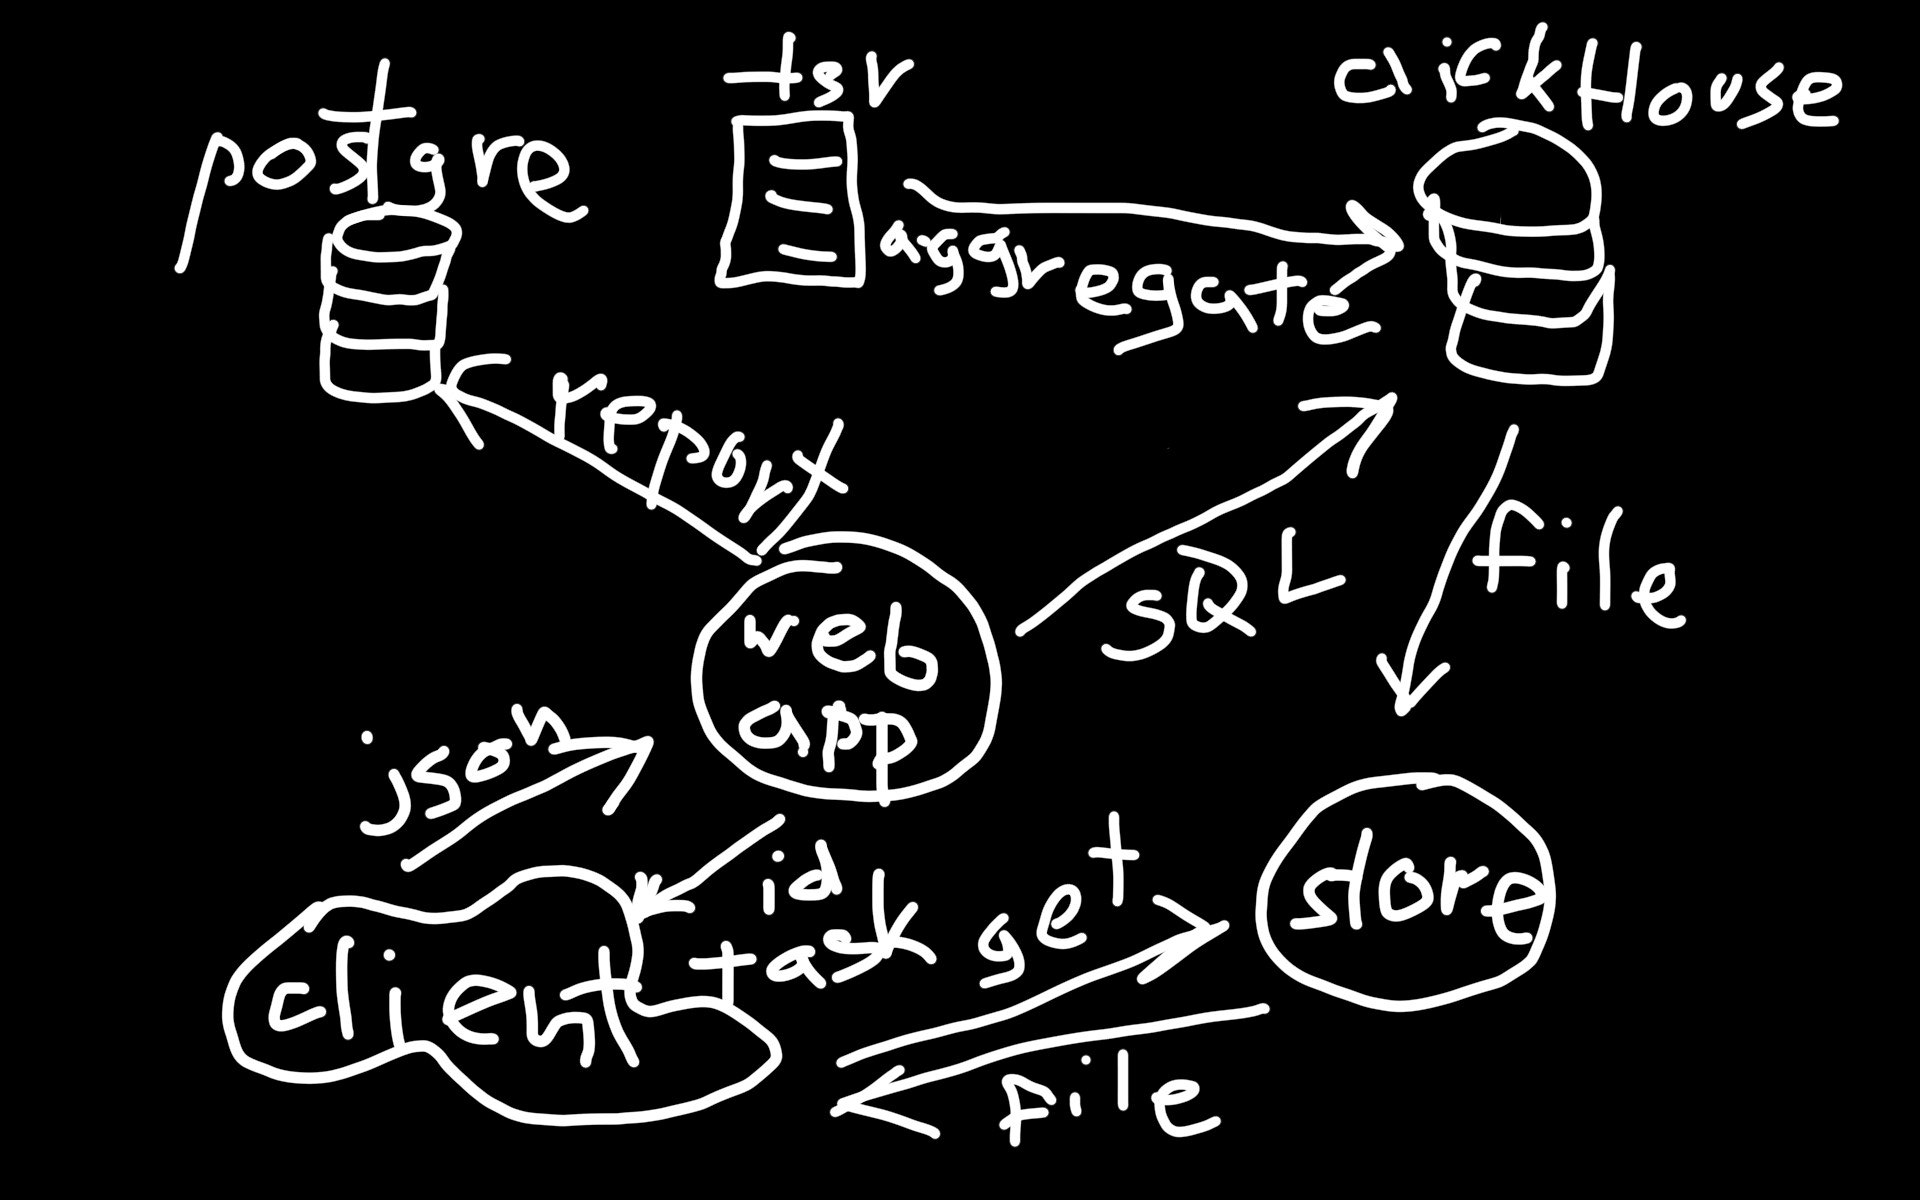 postgre
tsv
clickHouse
aggregate
report
SQL
file
web
app
json
id
task
get
store
client
file